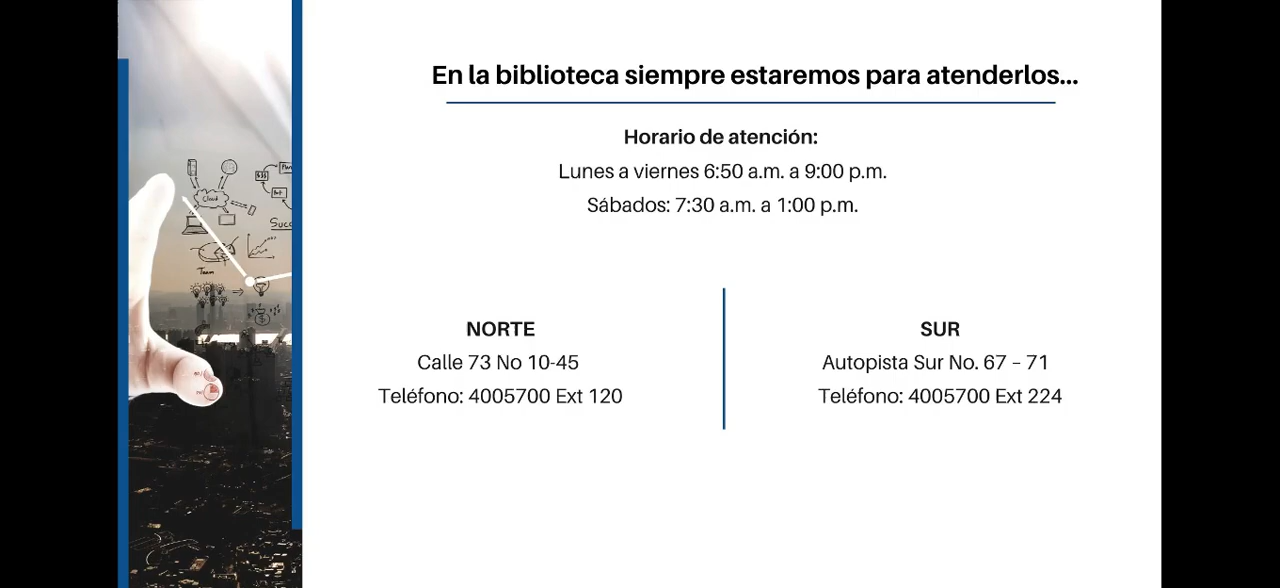 En la biblioteca siempre estaremos para atenderlos...
Horario de atención:
Lunes a viernes 6:50 a.m. a 9:00 p.m.
Sábados: 7:30 a.m. a 1:00 p.m.
NORTE
Calle 73 No 10-45
Teléfono: 4005700 Ext 120
SUR
Autopista Sur No. 67 – 71
Teléfono: 4005700 Ext 224
Cloud
Team